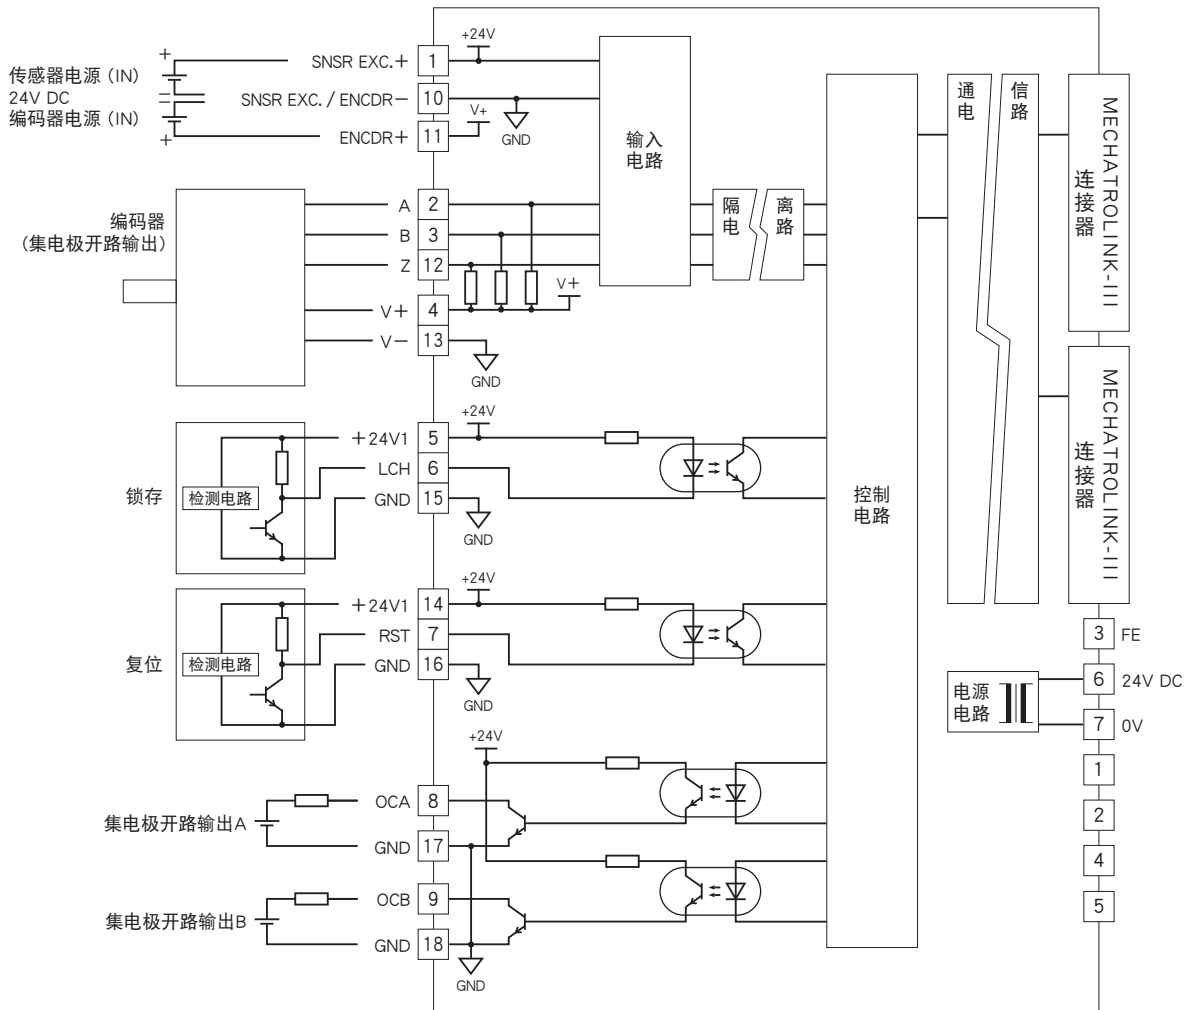 传感器电源 (IN)
24V DC
编码器电源 (IN)
+
+
SNSR EXC.+
1
+24V
SNSR EXC. / ENCDR−
10
GND
ENCDR+
11
V+
输入
电路
编码器
(集电极开路输出)
A
2
B
3
Z
12
V+
4
V+
V−
13
GND
隔 离
电 路
控制
电路
通 信
电 路
MECHATROLINK-III
连接器
MECHATROLINK-III
连接器
锁存
检测电路
+24V1
5
+24V
LCH
6
GND
15
GND
复位
检测电路
+24V1
14
+24V
RST
7
GND
16
GND
+24V
集电极开路输出A
OCA
8
GND
17
集电极开路输出B
OCB
9
GND
18
GND
电源
电路
3 FE
6 24V DC
7 0V
1
2
4
5